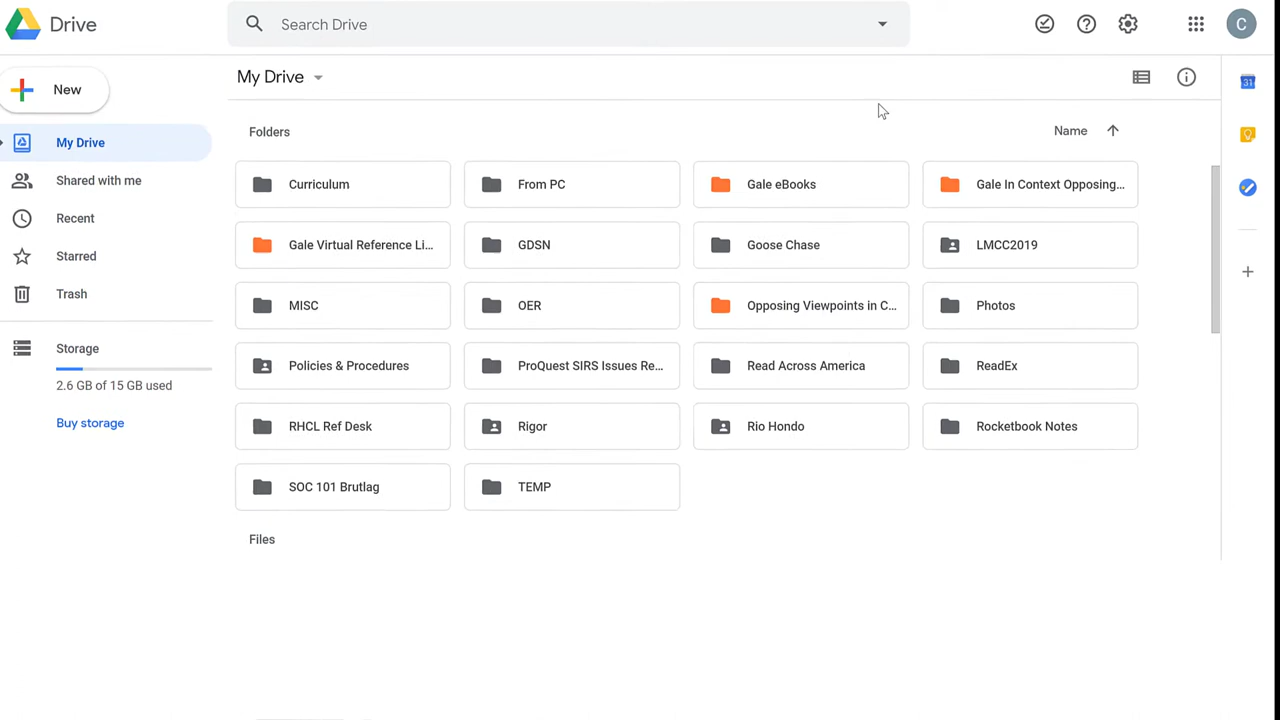 Drive
Search Drive
C
New
My Drive
31
My Drive
Shared with me
Recent
Starred
Trash
Storage
2.6 GB of 15 GB used
Buy storage
Folders
Name
Curriculum
From PC
Gale eBooks
Gale In Context Opposing...
Gale Virtual Reference Li...
GDSN
Goose Chase
LMCC2019
MISC
OER
Opposing Viewpoints in C...
Photos
Policies & Procedures
ProQuest SIRS Issues Re...
Read Across America
ReadEx
RHCL Ref Desk
Rigor
Rio Hondo
Rocketbook Notes
SOC 101 Brutlag
TEMP
Files